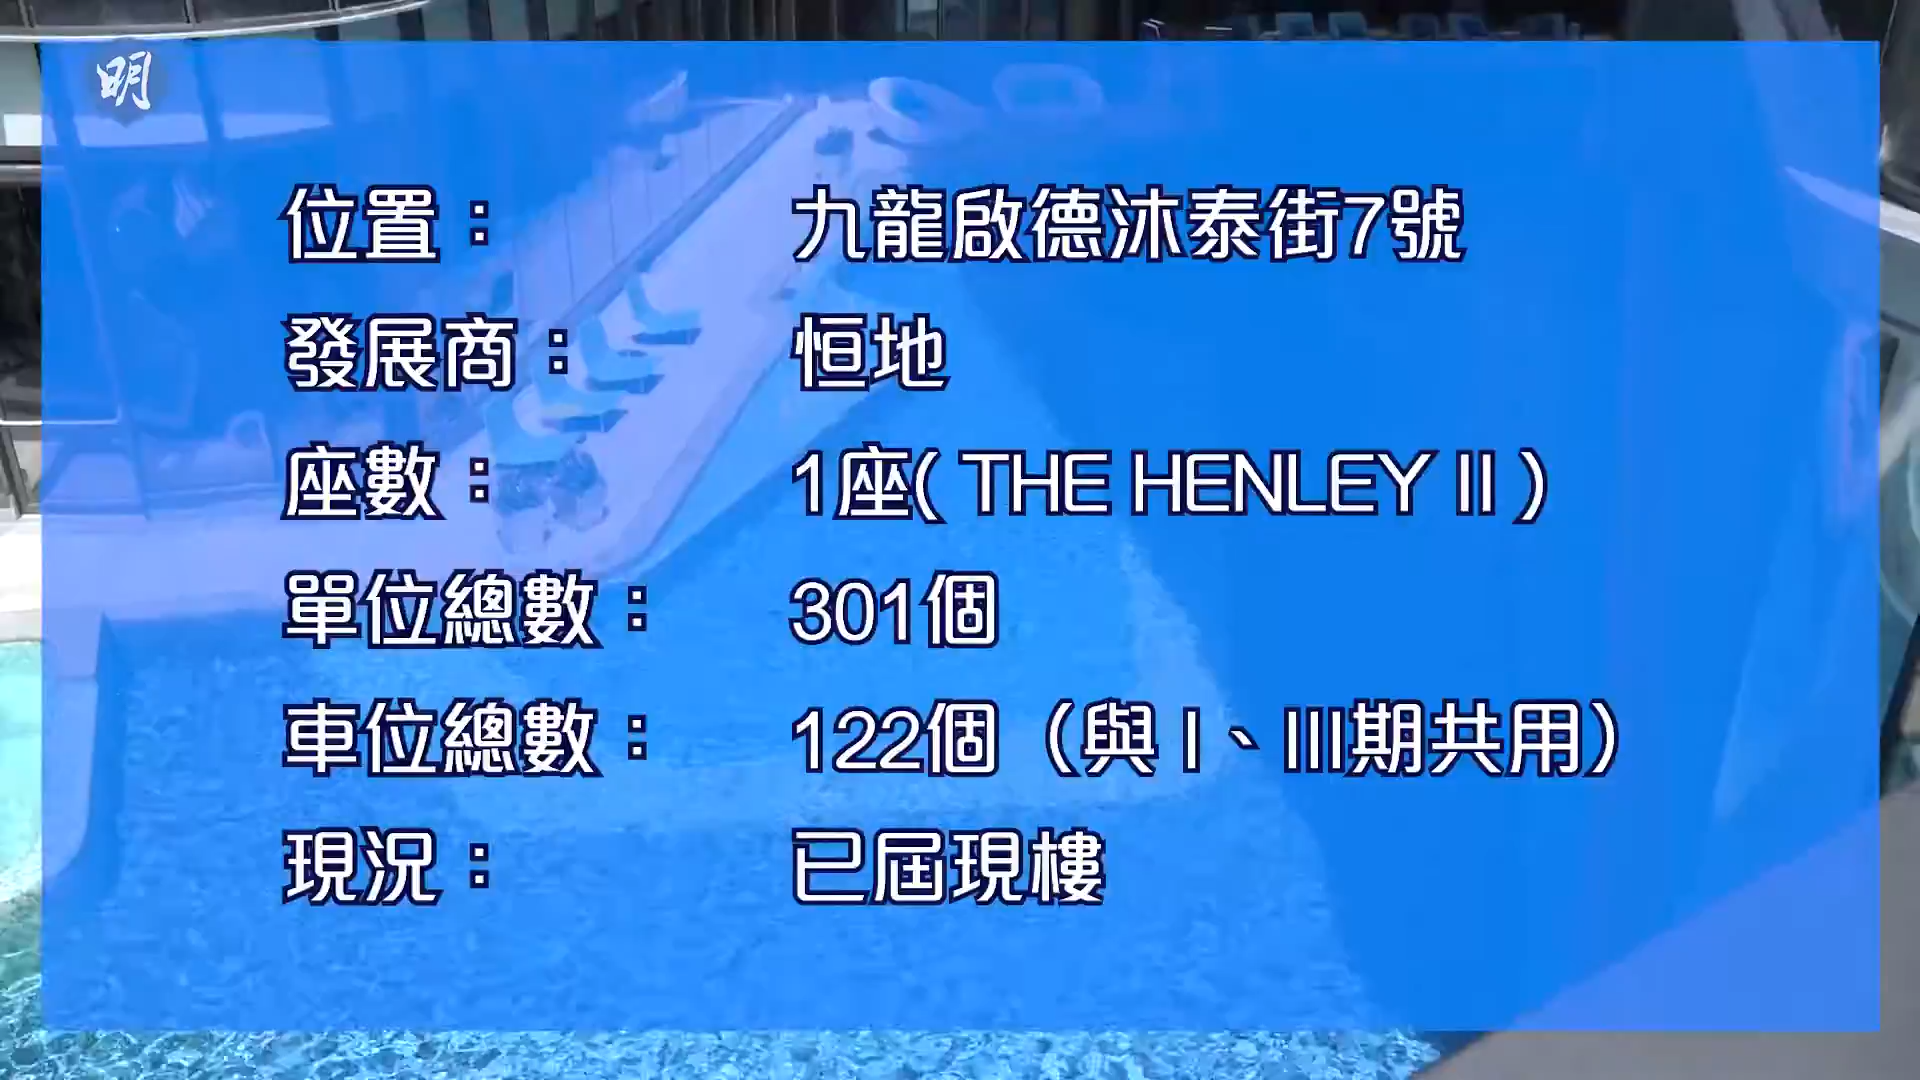 明
位置： 九龍啟德沐泰街7號
發展商： 恒地
座數： 1座( THE HENLEY II )
單位總數： 301個
車位總數： 122個（與 I、III期共用）
現況： 已屆現樓